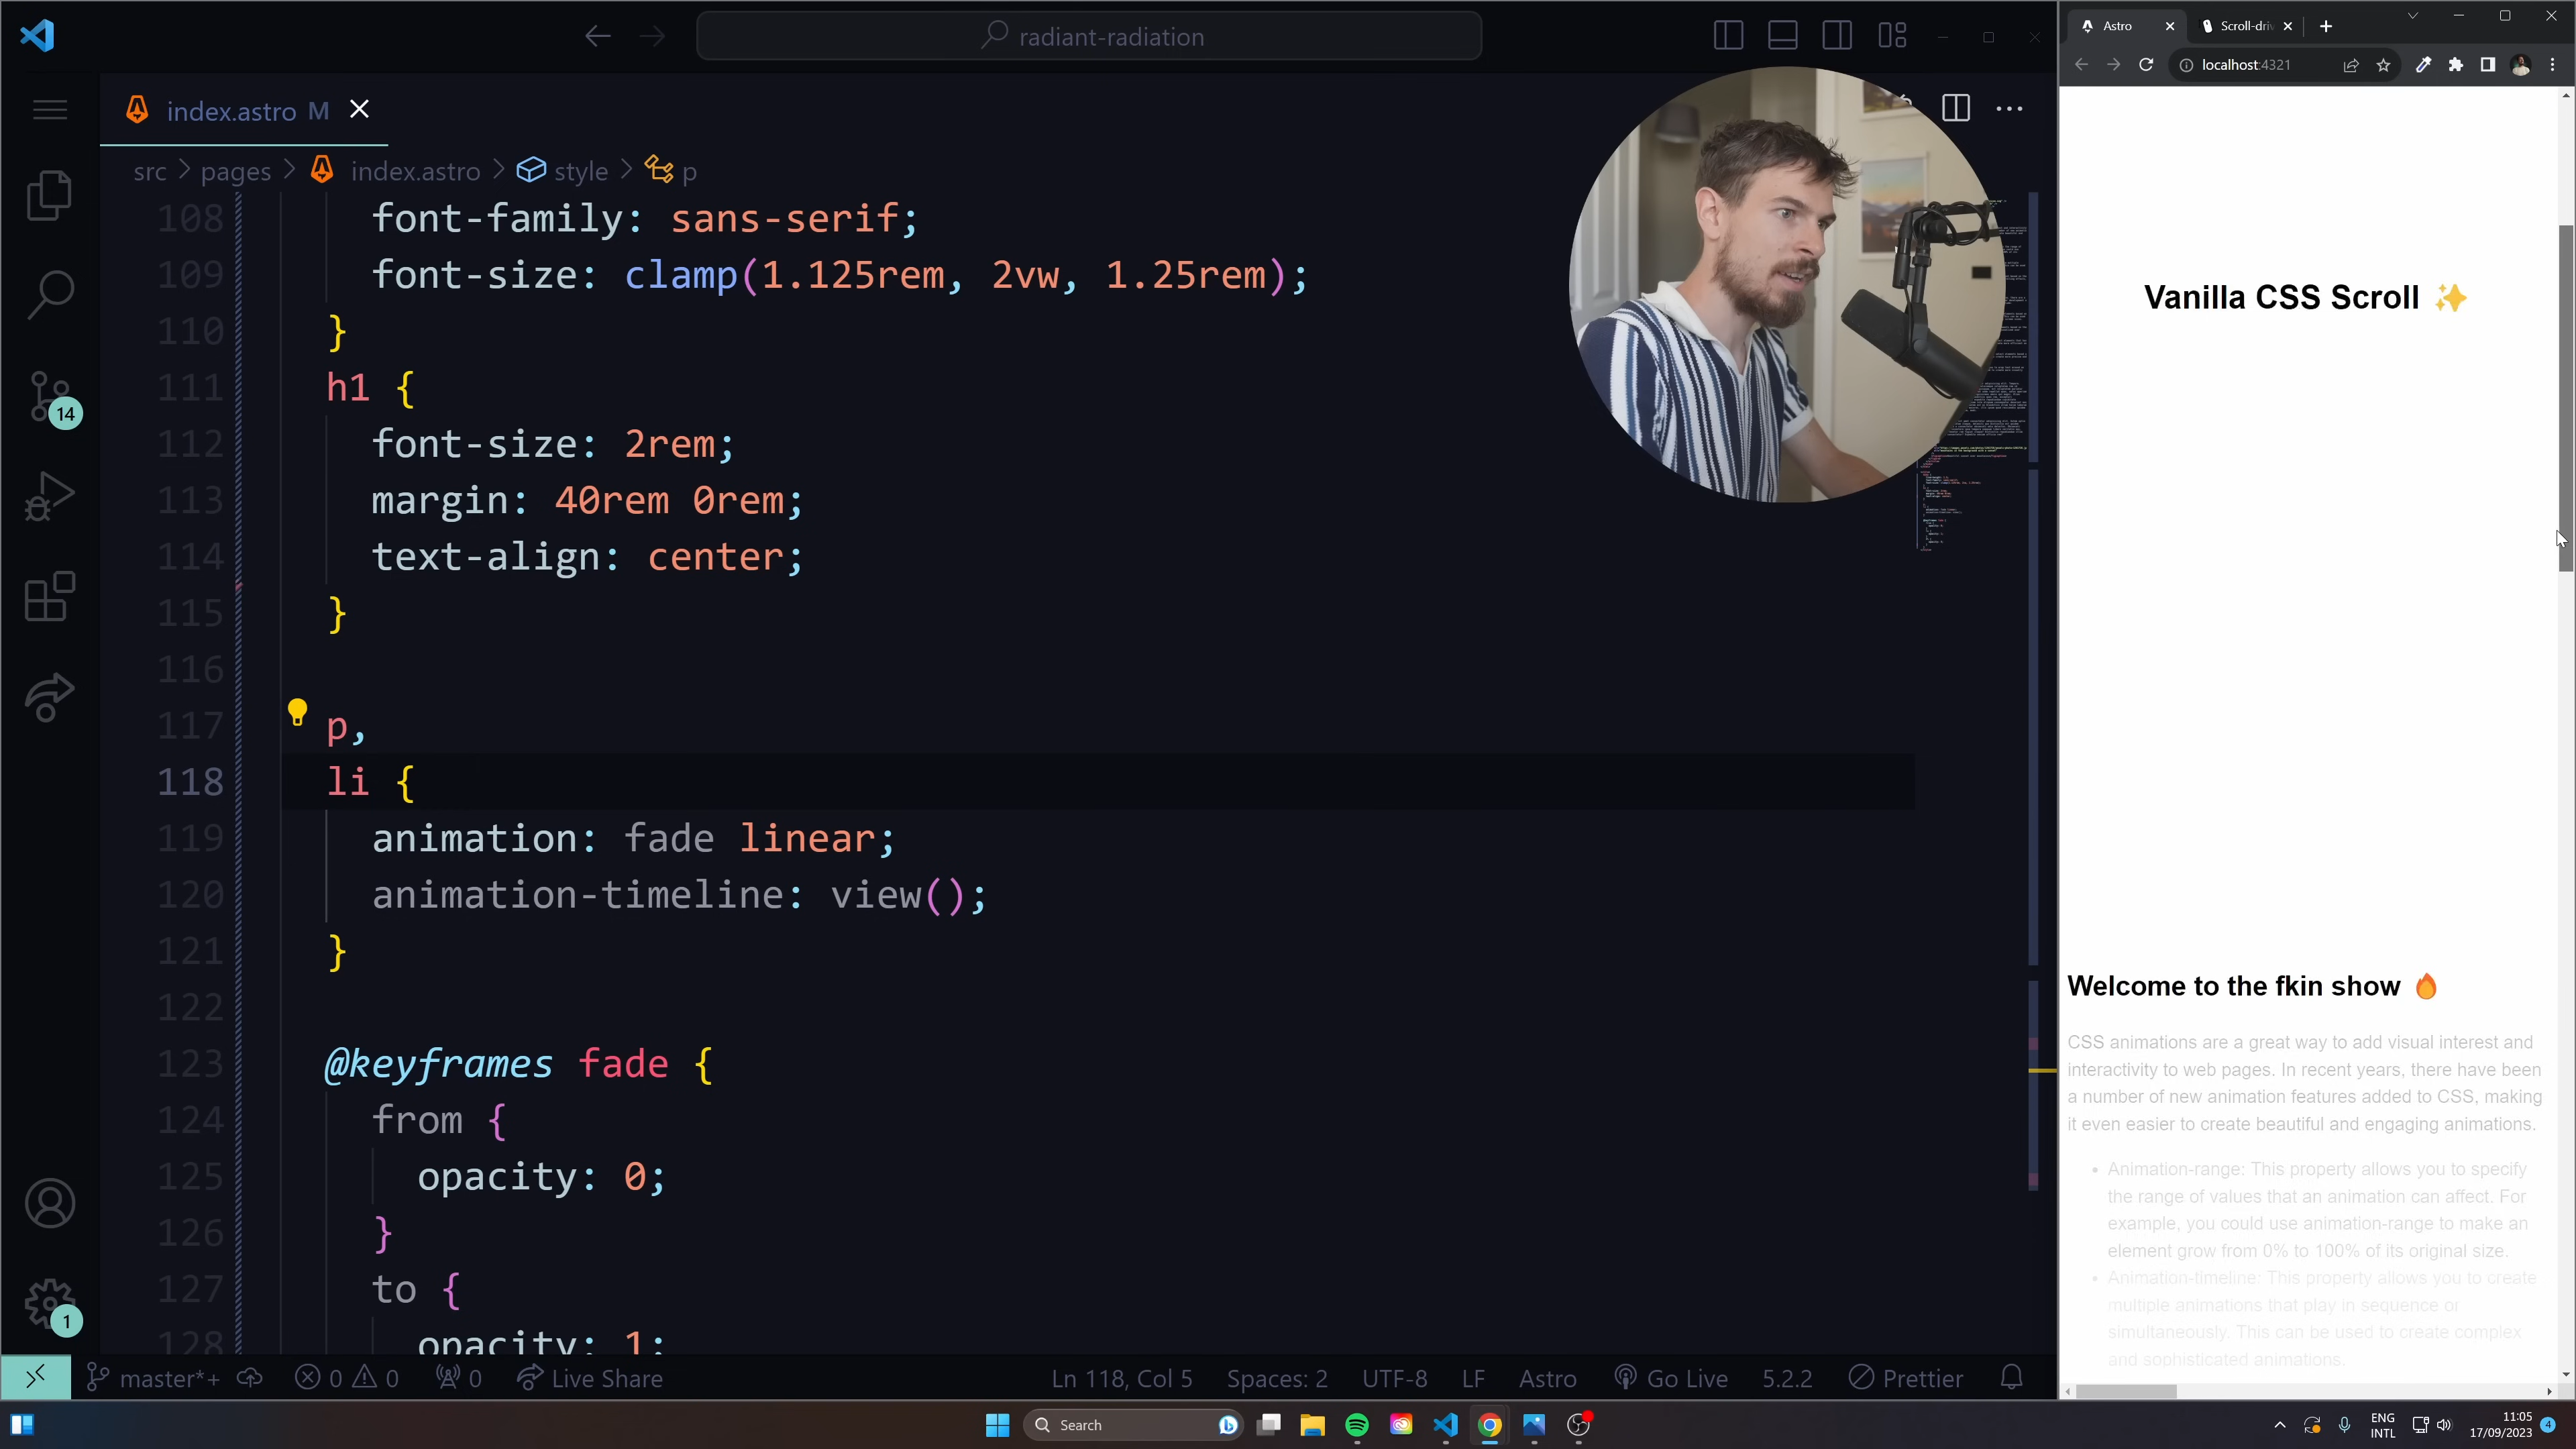 radiant-radiation
index.astro M
src > pages > index.astro > style > p
108 font-family: sans-serif;
109 font-size: clamp(1.125rem, 2vw, 1.25rem);
110 }
111 h1 {
112 font-size: 2rem;
113 margin: 40rem 0rem;
114 text-align: center;
115 }
116
117 p,
118 li {
119 animation: fade linear;
120 animation-timeline: view();
121 }
122
123 @keyframes fade {
124 from {
125 opacity: 0;
126 }
127 to {
128 opacity: 1;
14
1
master*+ 0 0 0 Live Share Ln 118, Col 5 Spaces: 2 UTF-8 LF Astro Go Live 5.2.2 Prettier
Astro
Scroll-driv
localhost:4321
Vanilla CSS Scroll ✨
Welcome to the fkin show 🔥
CSS animations are a great way to add visual interest and
interactivity to web pages. In recent years, there have been
a number of new animation features added to CSS, making
it even easier to create beautiful and engaging animations.
• Animation-range: This property allows you to specify
the range of values that an animation can affect. For
example, you could use animation-range to make an
element grow from 0% to 100% of its original size.
• Animation-timeline: This property allows you to create
multiple animations that play in sequence or
simultaneously. This can be used to create complex
and sophisticated animations.
Search
ENG
INTL
11:05
17/09/2023
4